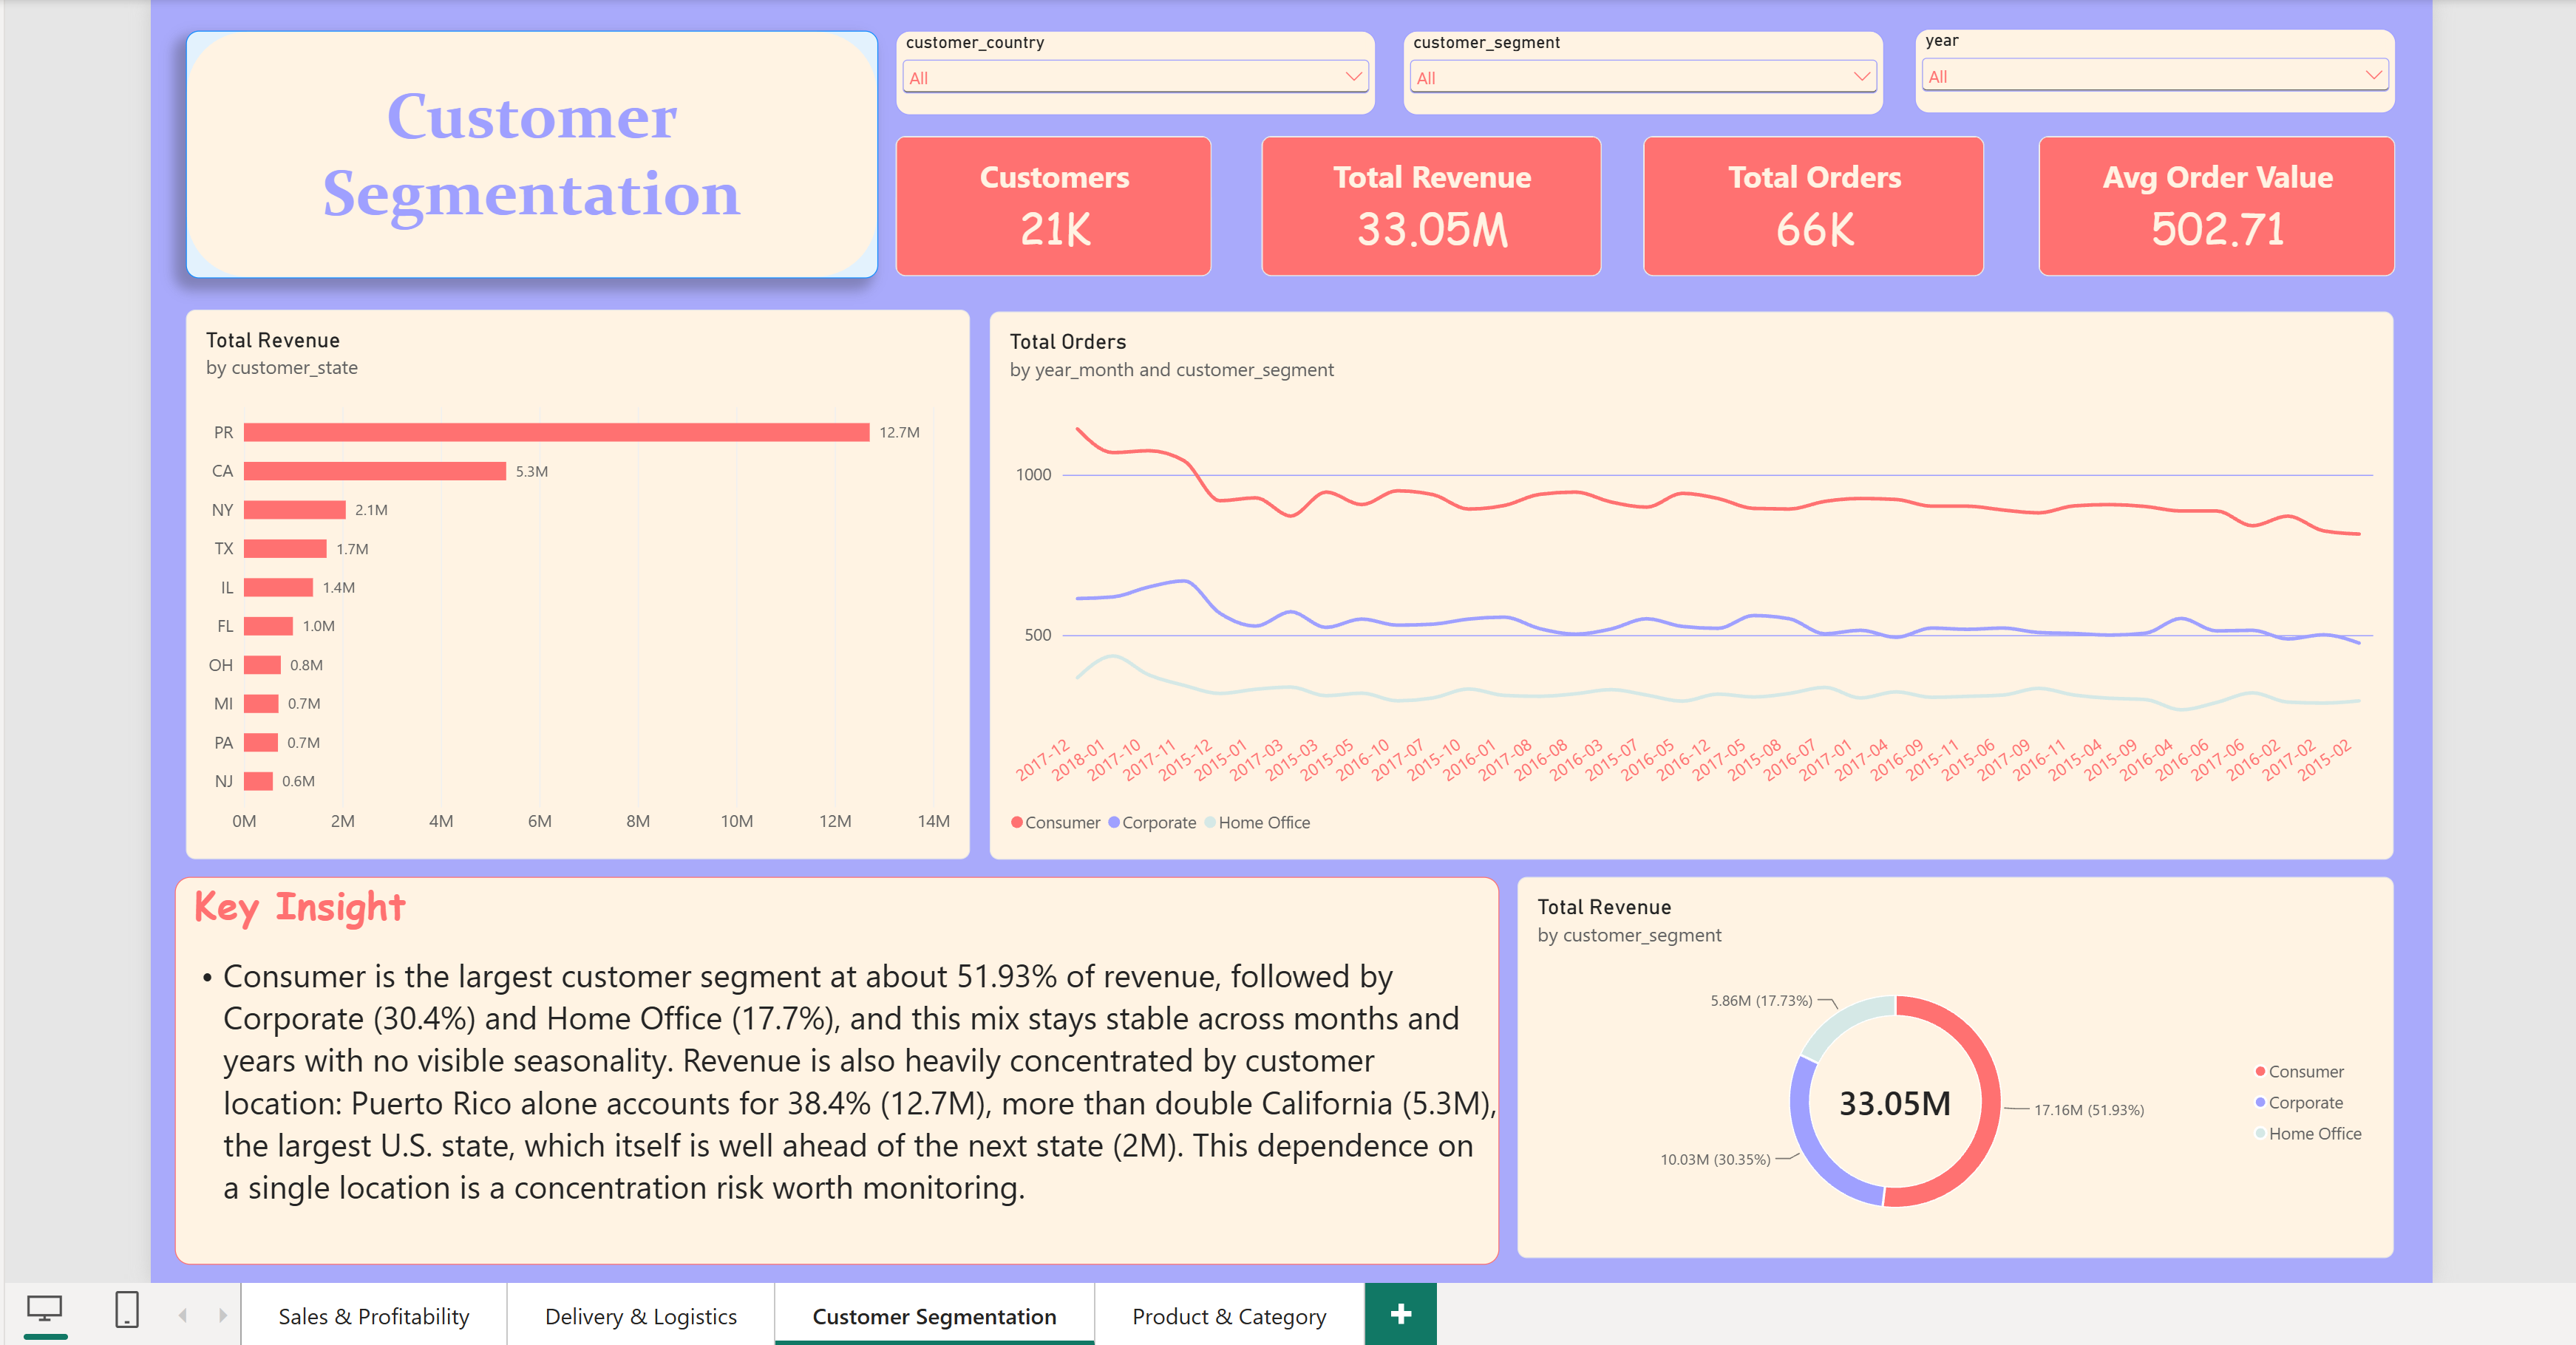 Customer
Segmentation
customer_country
All
customer_segment
All
year
All
Customers
21K
Total Revenue
33.05M
Total Orders
66K
Avg Order Value
502.71
Total Revenue
by customer_state
PR
12.7M
CA
5.3M
NY
2.1M
TX
1.7M
IL
1.4M
FL
1.0M
OH
0.8M
MI
0.7M
PA
0.7M
NJ
0.6M
0M 2M 4M 6M 8M 10M 12M 14M
Total Orders
by year_month and customer_segment
1000
500
2017-12 2018-01 2017-10 2017-11 2015-12 2015-01 2017-03 2015-03 2015-05 2016-10 2017-07 2015-10 2016-01 2017-08 2016-08 2016-03 2015-07 2016-05 2016-12 2017-05 2015-08 2016-07 2017-01 2017-04 2016-09 2015-11 2015-06 2017-09 2016-11 2015-04 2015-09 2016-04 2016-06 2017-06 2016-02 2017-02 2015-02
Consumer Corporate Home Office
Key Insight
• Consumer is the largest customer segment at about 51.93% of revenue, followed by
Corporate (30.4%) and Home Office (17.7%), and this mix stays stable across months and
years with no visible seasonality. Revenue is also heavily concentrated by customer
location: Puerto Rico alone accounts for 38.4% (12.7M), more than double California (5.3M),
the largest U.S. state, which itself is well ahead of the next state (2M). This dependence on
a single location is a concentration risk worth monitoring.
Total Revenue
by customer_segment
5.86M (17.73%)
33.05M
17.16M (51.93%)
10.03M (30.35%)
Consumer
Corporate
Home Office
Sales & Profitability
Delivery & Logistics
Customer Segmentation
Product & Category
+